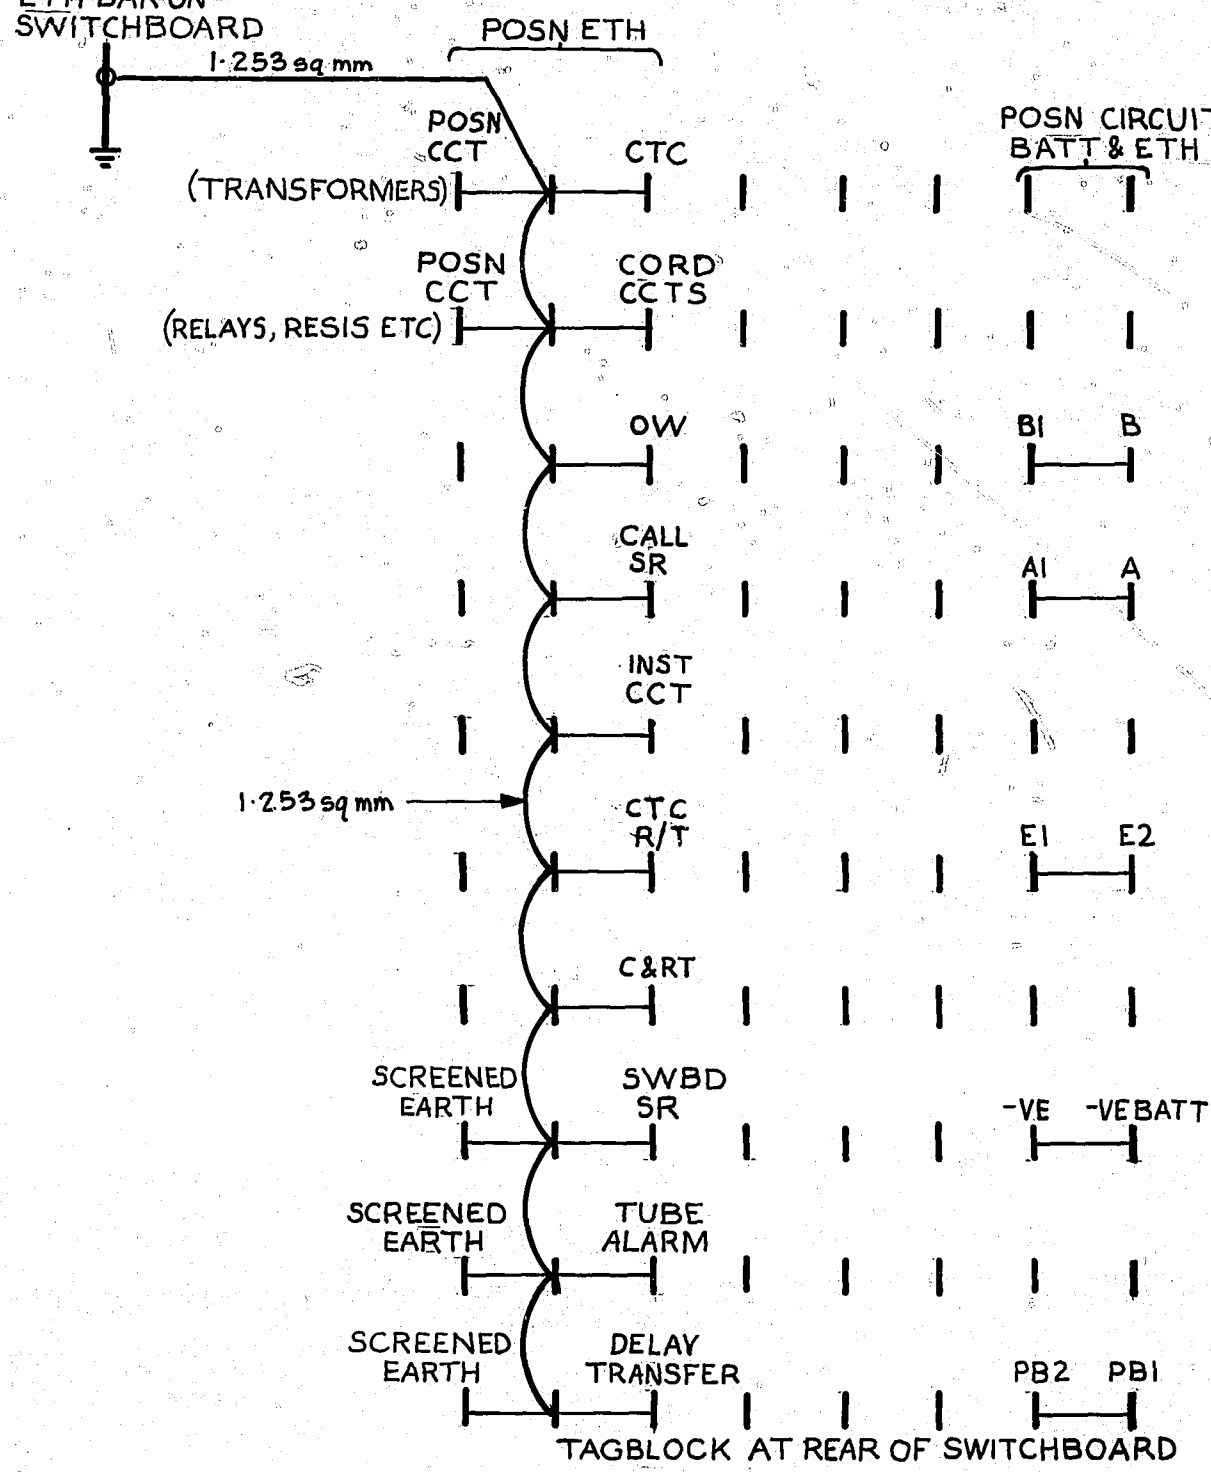 ETH BAR ON
SWITCHBOARD
POSN ETH
1·253 sq mm
POSN CIRCUIT
BATT & ETH
POSN
CCT
(TRANSFORMERS)
CTC
POSN
CCT
(RELAYS, RESIS ETC)
CORD
CCTS
OW
B1 B
CALL
SR
A1 A
INST
CCT
1·253 sq mm
CTC
R/T
E1 E2
C&RT
SCREENED
EARTH
SWBD
SR
-VE -VE BATT
SCREENED
EARTH
TUBE
ALARM
SCREENED
EARTH
DELAY
TRANSFER
PB2 PB1
TAGBLOCK AT REAR OF SWITCHBOARD